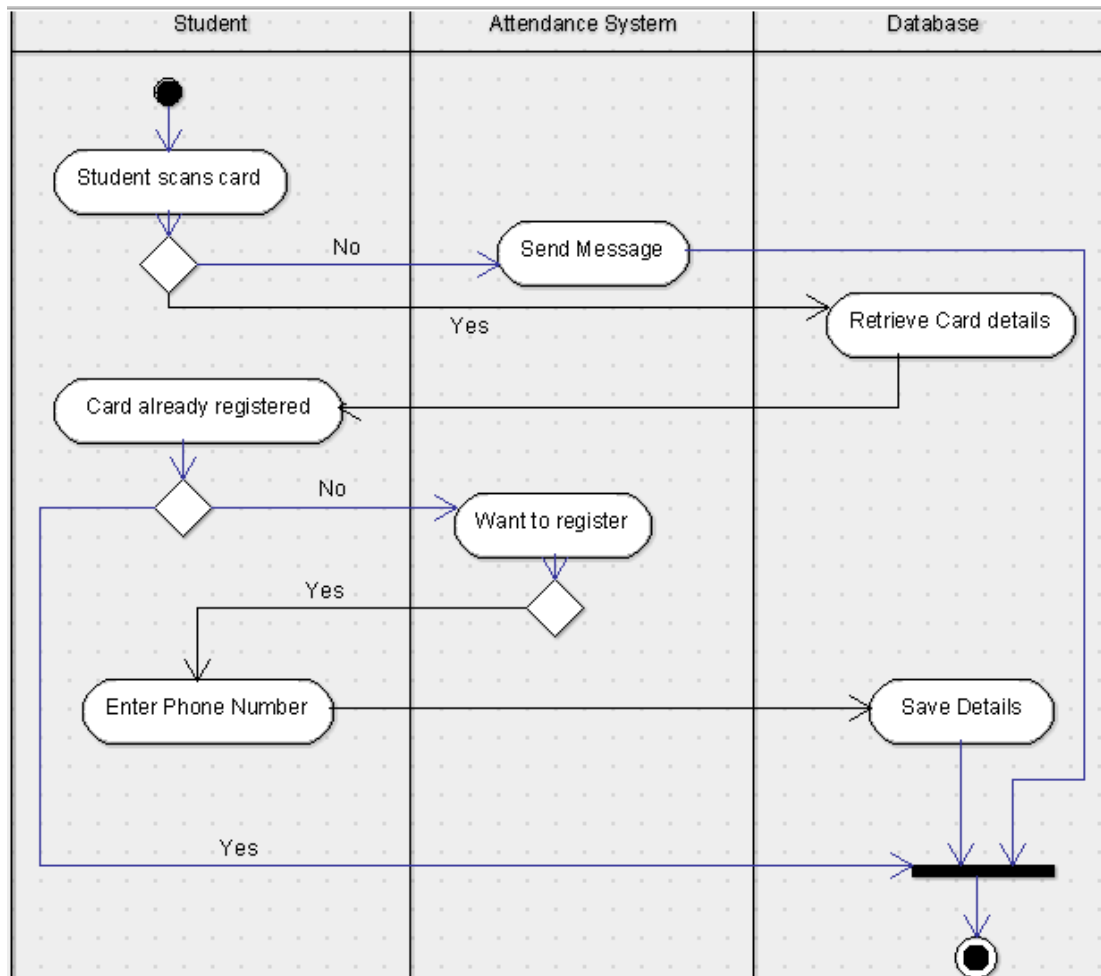 Student
Attendance System
Database
Student scans card
No
Send Message
Yes
Retrieve Card details
Card already registered
No
Want to register
Yes
Enter Phone Number
Save Details
Yes